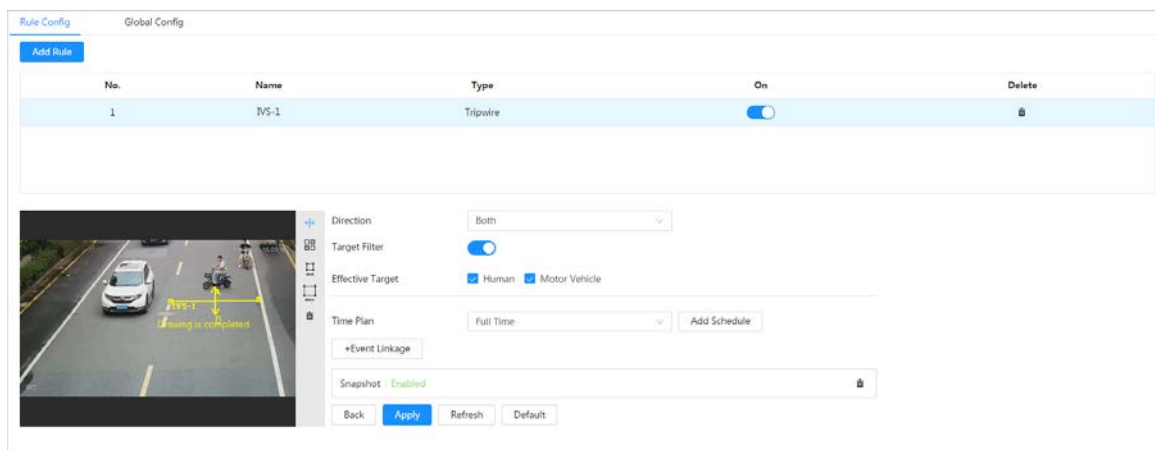 Rule Config Global Config
Add Rule
No. Name Type On Delete
1 IVS-1 Tripwire
Direction Both
Target Filter
Effective Target Human Motor Vehicle
IVS-1
Drawing is completed
Time Plan Full Time Add Schedule
+Event Linkage
Snapshot Enabled
Back Apply Refresh Default